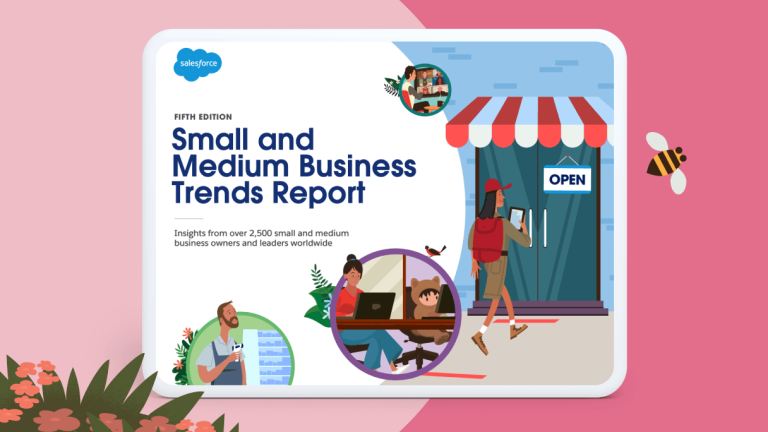 salesforce
FIFTH EDITION
Small and
Medium Business
Trends Report
Insights from over 2,500 small and medium
business owners and leaders worldwide
OPEN